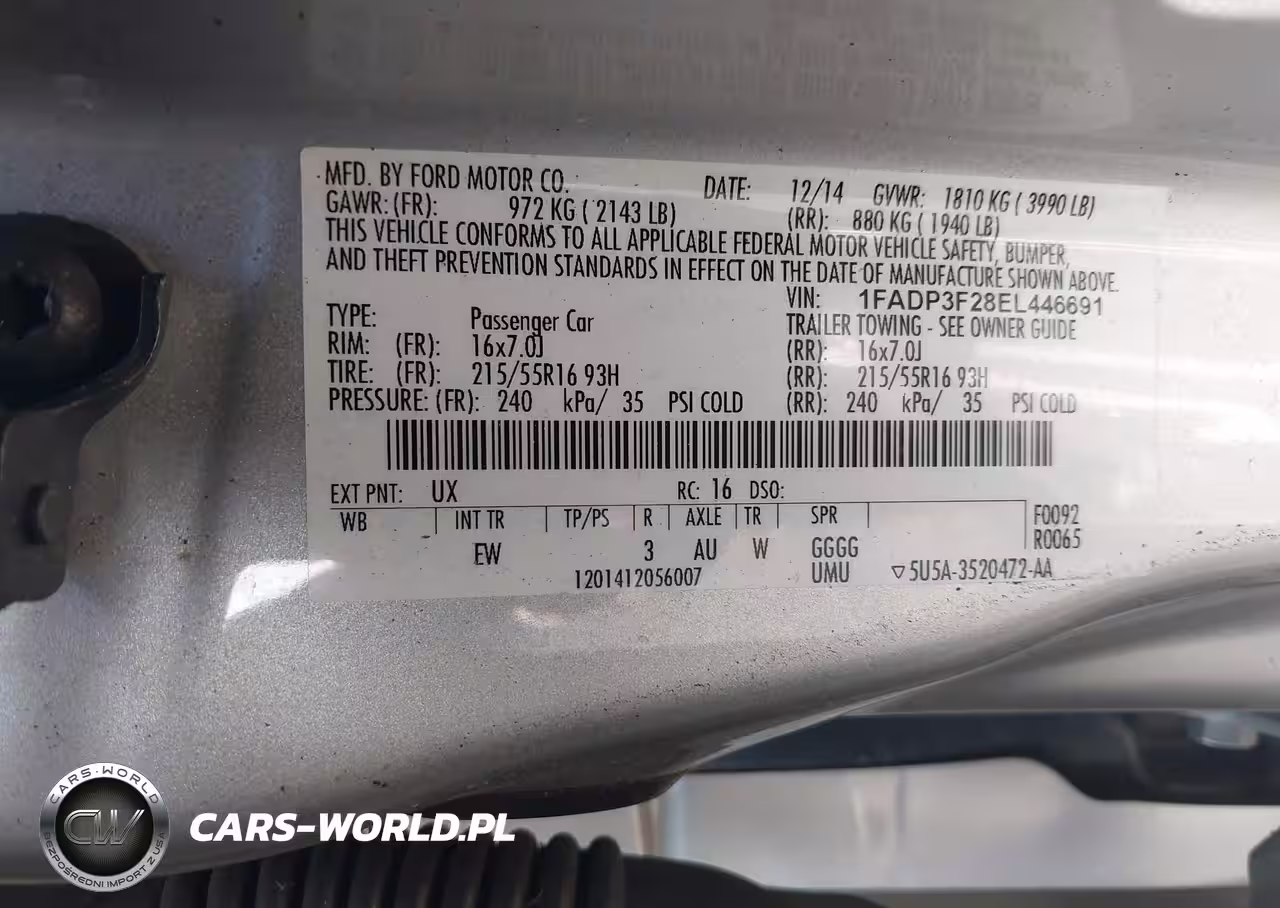 MFD. BY FORD MOTOR CO. DATE: 12/14 GVWR: 1810 KG ( 3990 LB)
GAWR: (FR): 972 KG ( 2143 LB) (RR): 880 KG ( 1940 LB)
THIS VEHICLE CONFORMS TO ALL APPLICABLE FEDERAL MOTOR VEHICLE SAFETY, BUMPER,
AND THEFT PREVENTION STANDARDS IN EFFECT ON THE DATE OF MANUFACTURE SHOWN ABOVE.
VIN: 1FADP3F28EL446691
TYPE: Passenger Car TRAILER TOWING - SEE OWNER GUIDE
RIM: (FR): 16x7.0J (RR): 16x7.0J
TIRE: (FR): 215/55R16 93H (RR): 215/55R16 93H
PRESSURE: (FR): 240 kPa/ 35 PSI COLD (RR): 240 kPa/ 35 PSI COLD
EXT PNT: UX RC: 16 DSO:
WB INT TR TP/PS R AXLE TR SPR F0092
EW 3 AU W GGGG R0065
1201412056007 UMU ▽5U5A-3520472-AA
CARS-WORLD
CW
BEZPOŚREDNI IMPORT Z USA
CARS-WORLD.PL